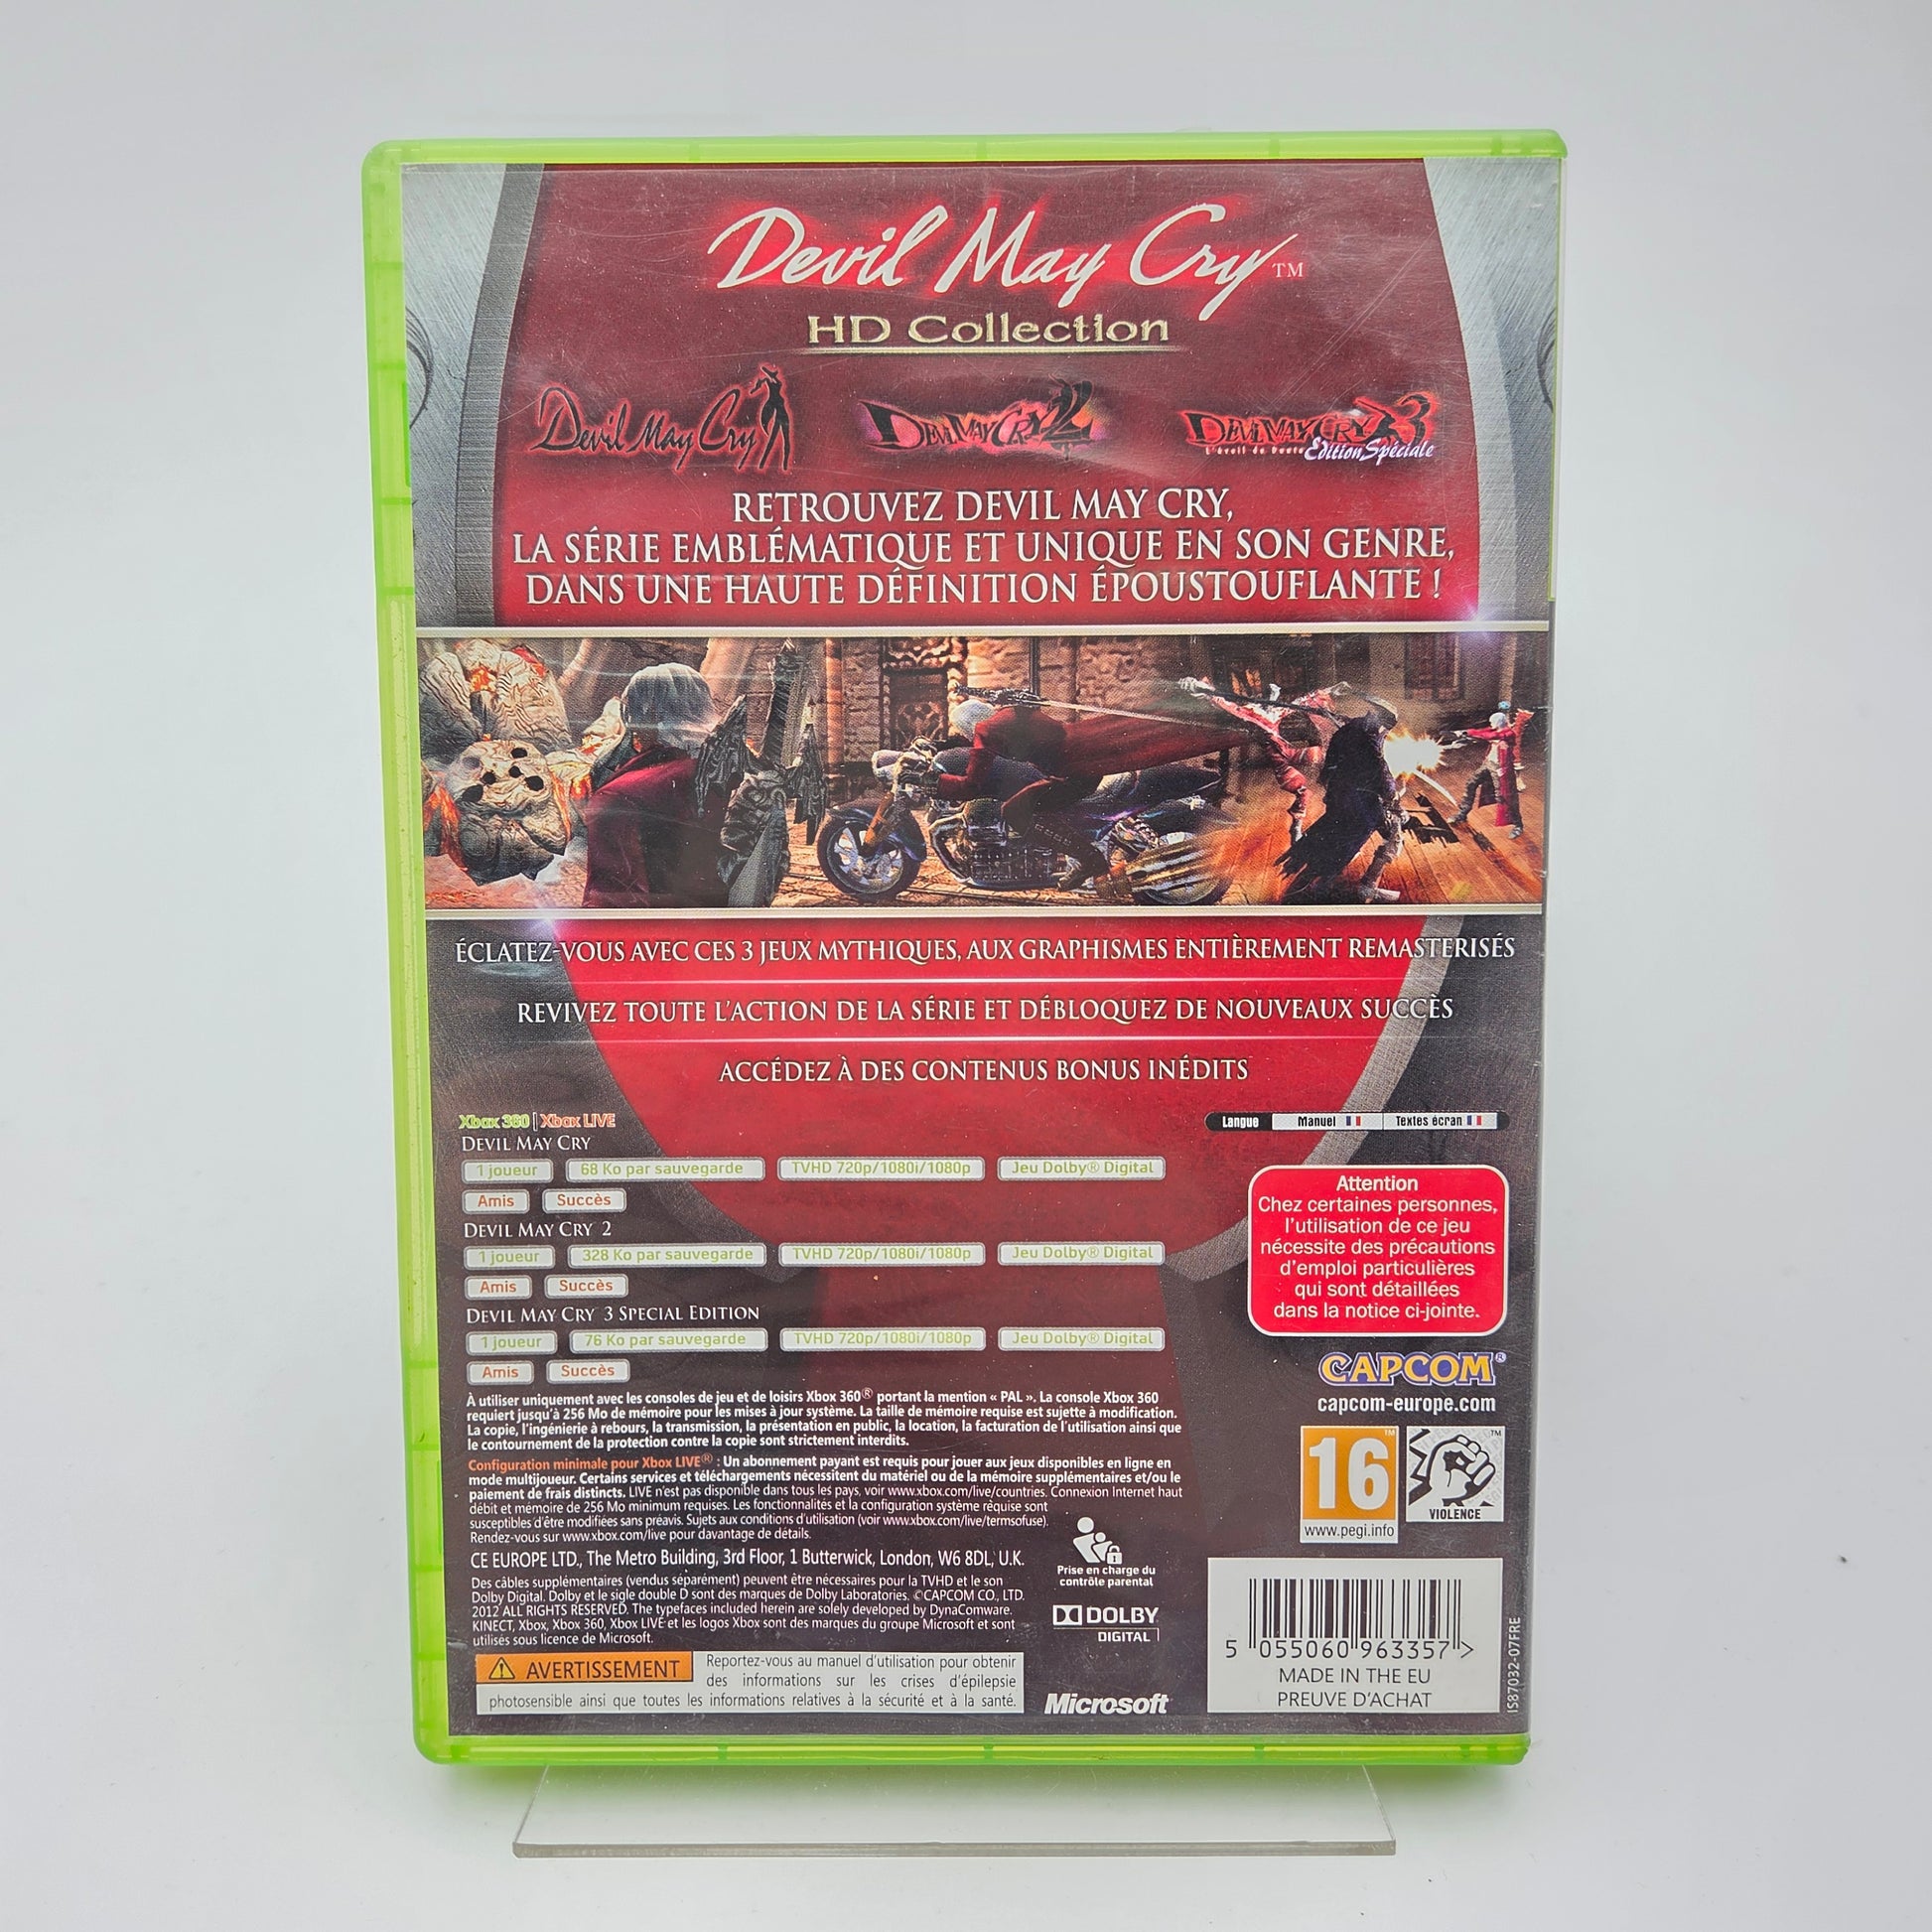 Devil May Cry™
HD Collection
Devil May Cry
DEVIL MAY CRY 2
DEVIL MAY CRY 3
L'éveil de Dante Édition Spéciale
RETROUVEZ DEVIL MAY CRY,
LA SÉRIE EMBLÉMATIQUE ET UNIQUE EN SON GENRE,
DANS UNE HAUTE DÉFINITION ÉPOUSTOUFLANTE !
ÉCLATEZ-VOUS AVEC CES 3 JEUX MYTHIQUES, AUX GRAPHISMES ENTIÈREMENT REMASTERISÉS
REVIVEZ TOUTE L'ACTION DE LA SÉRIE ET DÉBLOQUEZ DE NOUVEAUX SUCCÈS
ACCÉDEZ À DES CONTENUS BONUS INÉDITS
Xbox 360 | Xbox LIVE
DEVIL MAY CRY
1 joueur 68 Ko par sauvegarde TVHD 720p/1080i/1080p Jeu Dolby® Digital
Amis Succès
DEVIL MAY CRY 2
1 joueur 328 Ko par sauvegarde TVHD 720p/1080i/1080p Jeu Dolby® Digital
Amis Succès
DEVIL MAY CRY 3 SPECIAL EDITION
1 joueur 76 Ko par sauvegarde TVHD 720p/1080i/1080p Jeu Dolby® Digital
Amis Succès
À utiliser uniquement avec les consoles de jeu et de loisirs Xbox 360® portant la mention « PAL ». La console Xbox 360
requiert jusqu'à 256 Mo de mémoire pour les mises à jour système. La taille de mémoire requise est sujette à modification.
La copie, l'ingénierie à rebours, la transmission, la présentation en public, la location, la facturation de l'utilisation ainsi que
le contournement de la protection contre la copie sont strictement interdits.
Configuration minimale pour Xbox LIVE® : Un abonnement payant est requis pour jouer aux jeux disponibles en ligne en
mode multijoueur. Certains services et téléchargements nécessitent du matériel ou de la mémoire supplémentaires et/ou le
paiement de frais distincts. LIVE n'est pas disponible dans tous les pays, voir www.xbox.com/live/countries. Connexion Internet haut
débit et mémoire de 256 Mo minimum requises. Les fonctionnalités et la configuration système requise sont
susceptibles d'être modifiées sans préavis. Sujets aux conditions d'utilisation (voir www.xbox.com/live/termsofuse).
Rendez-vous sur www.xbox.com/live pour davantage de détails.
CE EUROPE LTD., The Metro Building, 3rd Floor, 1 Butterwick, London, W6 8DL, U.K.
Des câbles supplémentaires (vendus séparément) peuvent être nécessaires pour la TVHD et le son
Dolby Digital. Dolby et le sigle double D sont des marques de Dolby Laboratories. ©CAPCOM CO., LTD.
2012 ALL RIGHTS RESERVED. The typefaces included herein are solely developed by DynaComware.
KINECT, Xbox, Xbox 360, Xbox LIVE et les logos Xbox sont des marques du groupe Microsoft et sont
utilisés sous licence de Microsoft.
AVERTISSEMENT Reportez-vous au manuel d'utilisation pour obtenir
des informations sur les crises d'épilepsie
photosensible ainsi que toutes les informations relatives à la sécurité et à la santé.
Prise en charge du
contrôle parental
DOLBY
DIGITAL
Microsoft
Langue Manuel Textes écran
Attention
Chez certaines personnes,
l'utilisation de ce jeu
nécessite des précautions
d'emploi particulières
qui sont détaillées
dans la notice ci-jointe.
CAPCOM®
capcom-europe.com
16™
www.pegi.info
™
VIOLENCE
5 055060 963357 >
MADE IN THE EU
PREUVE D'ACHAT
IS87032-07FRE